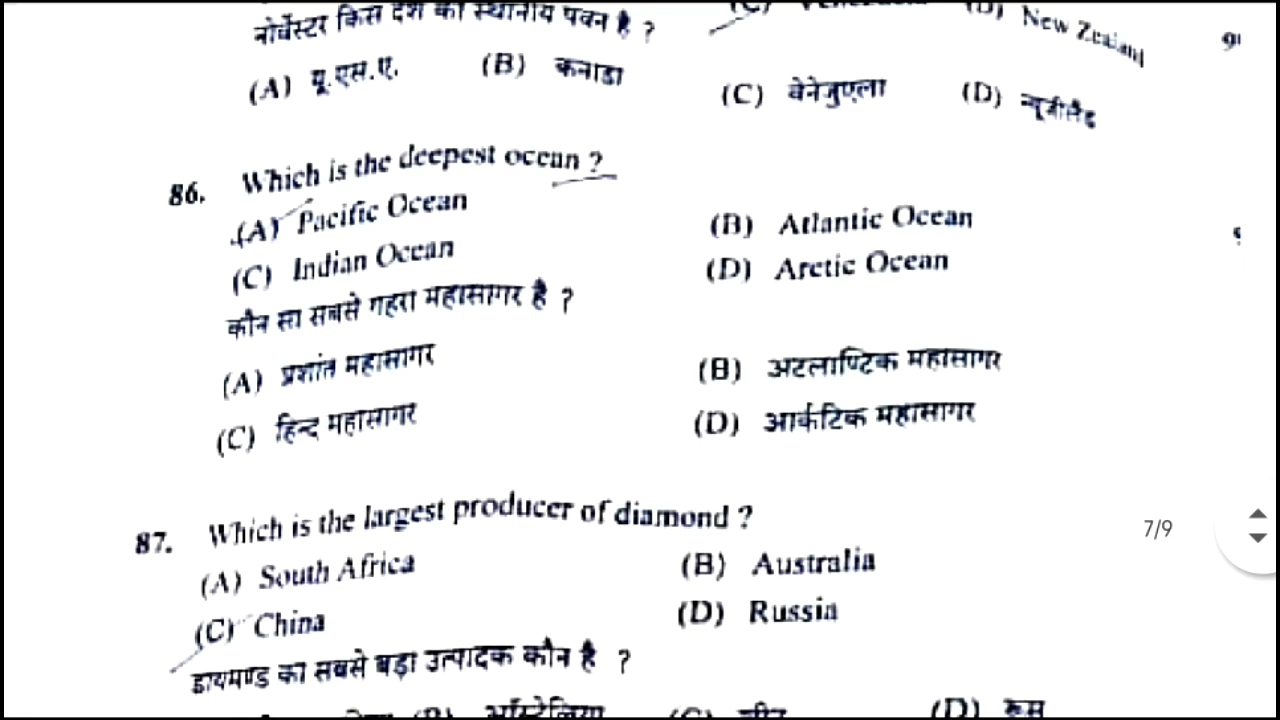 नोर्वेस्टर किस देश का स्थानीय पवन है ?
(C) Venezuela (D) New Zealand
(A) यू.एस.ए. (B) कनाडा (C) वेनेजुएला (D) न्यूजीलैंड
86. Which is the deepest ocean ?
(A) Pacific Ocean (B) Atlantic Ocean
(C) Indian Ocean (D) Arctic Ocean
कौन सा सबसे गहरा महासागर है ?
(A) प्रशांत महासागर (B) अटलाण्टिक महासागर
(C) हिन्द महासागर (D) आर्कटिक महासागर
87. Which is the largest producer of diamond ?
(A) South Africa (B) Australia
(C) China (D) Russia
7/9
डायमण्ड का सबसे बड़ा उत्पादक कौन है ?
(B) ऑस्ट्रेलिया (C) चीन (D) रूस